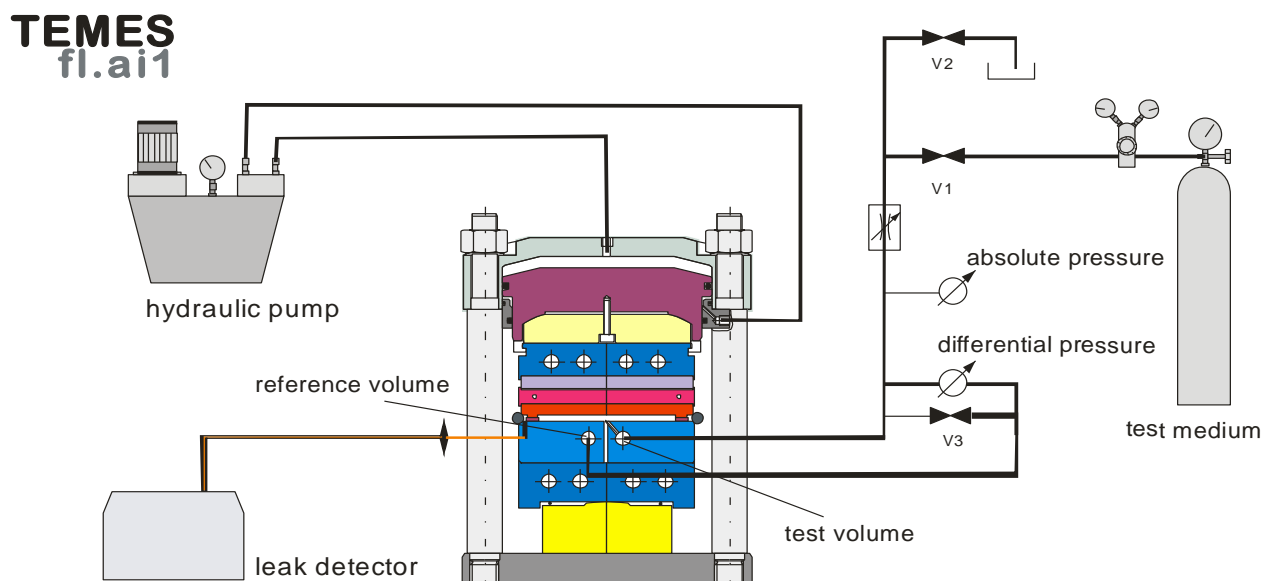 TEMES
fl.ai1
V2
V1
absolute pressure
hydraulic pump
differential pressure
reference volume
V3
test medium
test volume
leak detector